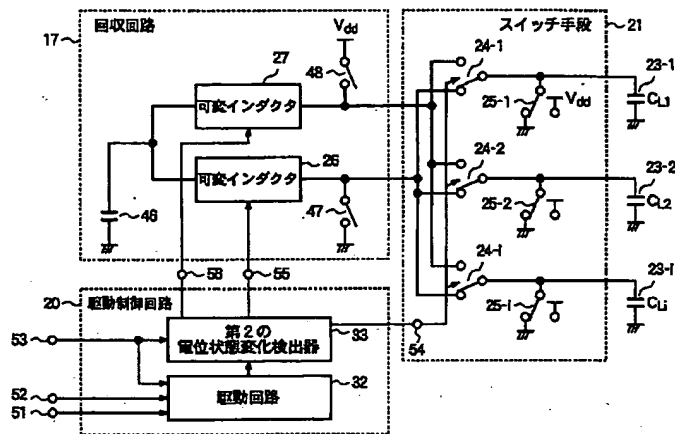 17
回収回路
Vdd
27
48
可変インダクタ
26
可変インダクタ
46
47
スイッチ手段
21
24-1
23-1
25-1
Vdd
CL1
24-2
23-2
25-2
CL2
24-i
23-i
25-i
CLi
58
55
54
20
駆動制御回路
53
第2の
電位状態変化検出器
33
52
51
駆動回路
32